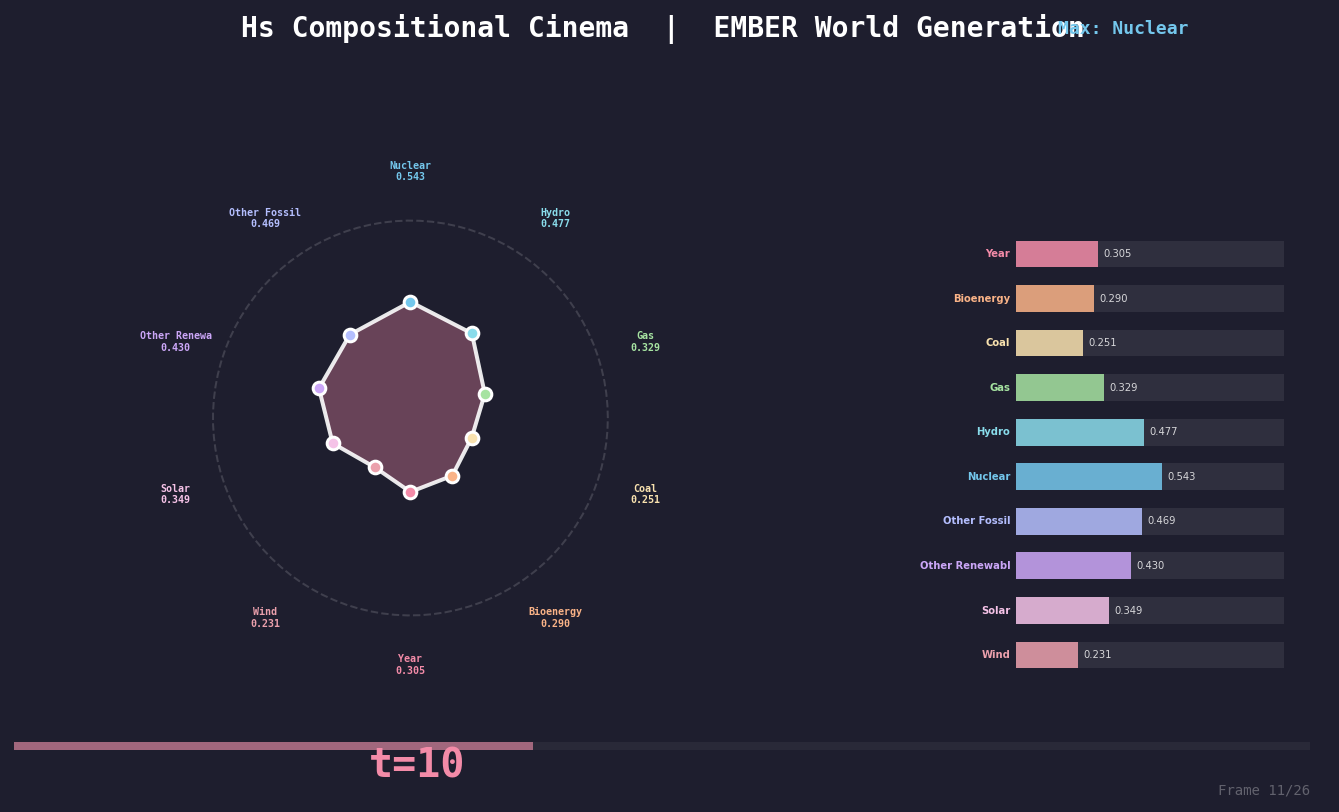 Hs Compositional Cinema | EMBER World Generation
Max: Nuclear
Nuclear
0.543
Other Fossil
0.469
Hydro
0.477
Other Renewa
0.430
Gas
0.329
Solar
0.349
Coal
0.251
Wind
0.231
Bioenergy
0.290
Year
0.305
Year 0.305
Bioenergy 0.290
Coal 0.251
Gas 0.329
Hydro 0.477
Nuclear 0.543
Other Fossil 0.469
Other Renewabl 0.430
Solar 0.349
Wind 0.231
t=10
Frame 11/26